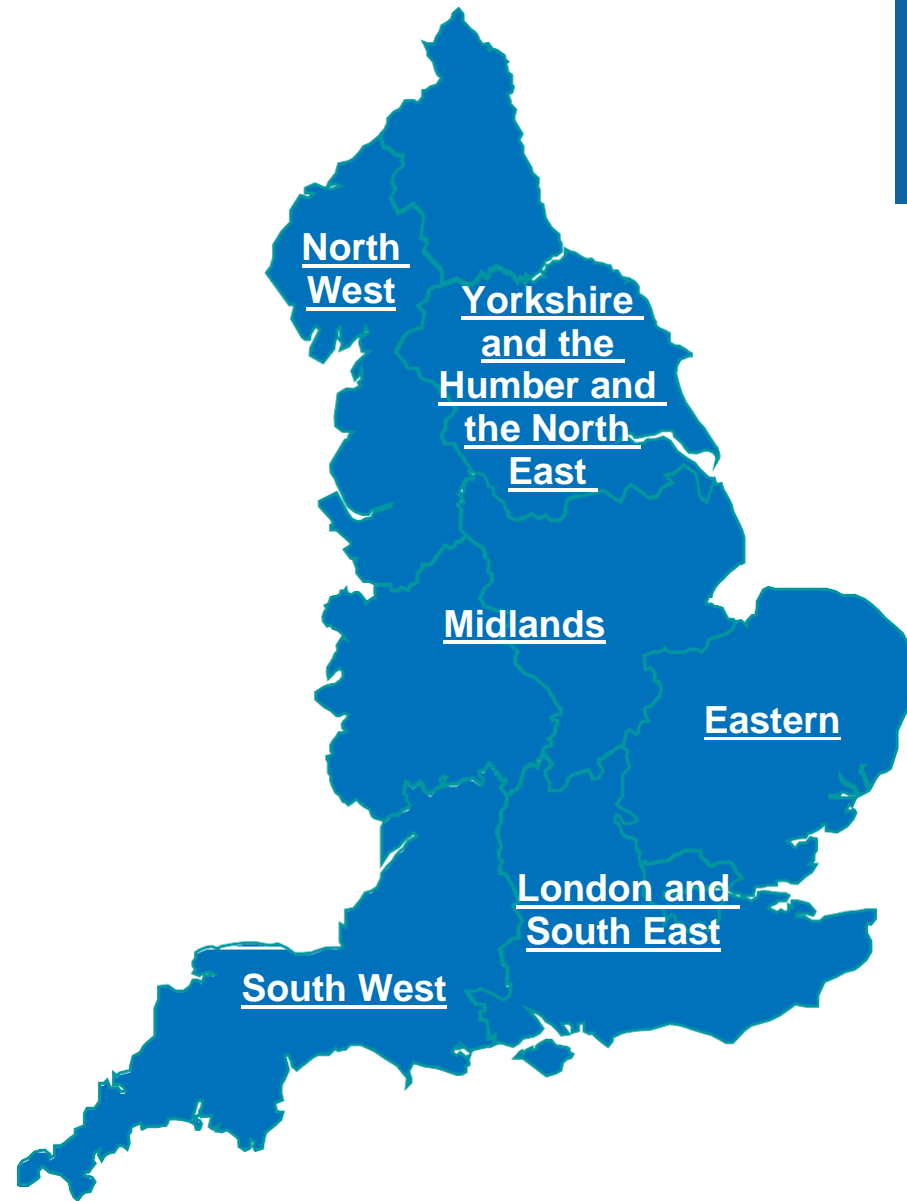 North
West
Yorkshire
and the
Humber and
the North
East
Midlands
Eastern
London and
South East
South West